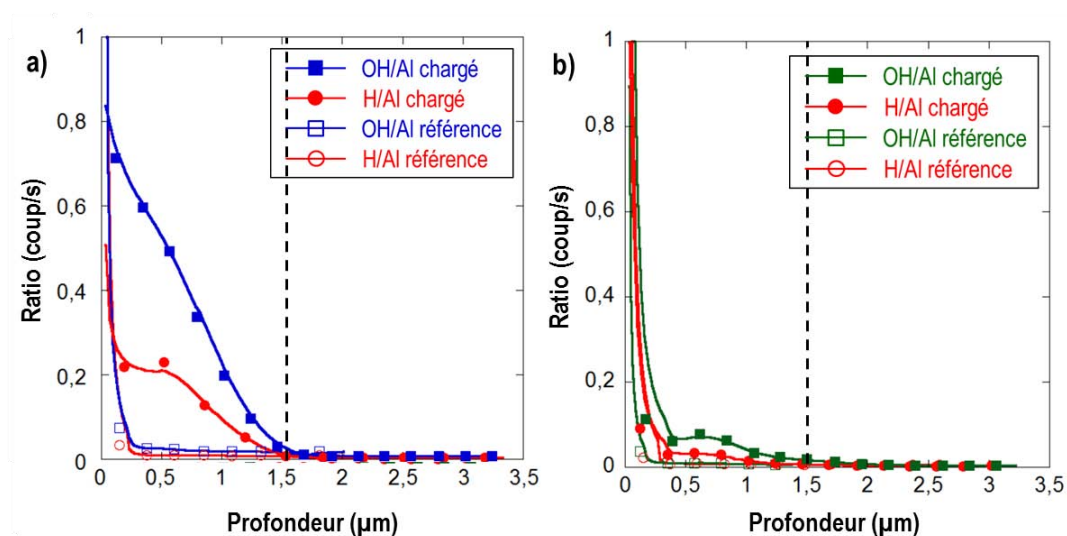 a)
OH/Al chargé
H/Al chargé
OH/Al référence
H/Al référence
Ratio (coup/s)
1
0,8
0,6
0,4
0,2
0
0 0,5 1 1,5 2 2,5 3 3,5
Profondeur (µm)
b)
OH/Al chargé
H/Al chargé
OH/Al référence
H/Al référence
Ratio (coup/s)
1
0,8
0,6
0,4
0,2
0
0 0,5 1 1,5 2 2,5 3 3,5
Profondeur (µm)